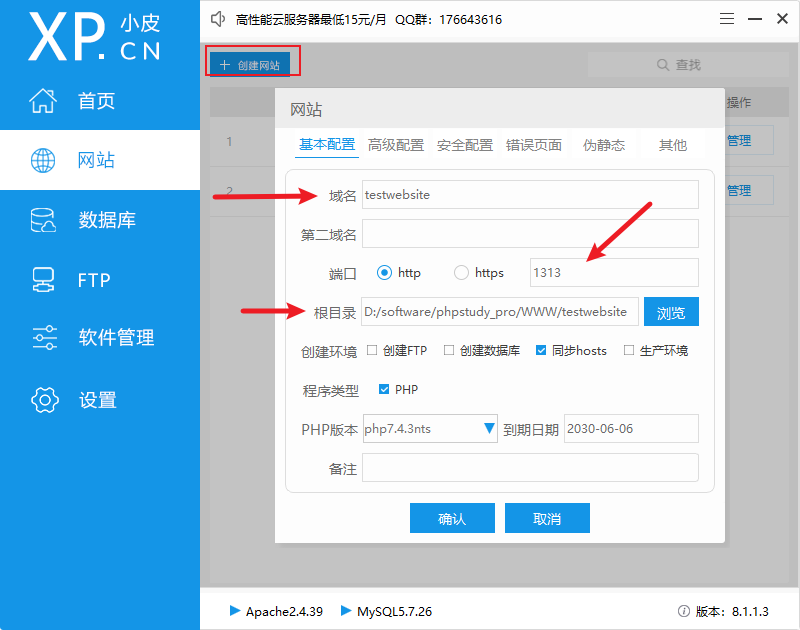 XP.CN 小皮
高性能云服务器最低15元/月 QQ群：176643616
首页
网站
数据库
FTP
软件管理
设置
创建网站
查找
操作
1 管理
2 管理
网站
基本配置 高级配置 安全配置 错误页面 伪静态 其他
域名 testwebsite
第二域名
端口 http https 1313
根目录 D:/software/phpstudy_pro/WWW/testwebsite 浏览
创建环境 创建FTP 创建数据库 同步hosts 生产环境
程序类型 PHP
PHP版本 php7.4.3nts 到期日期 2030-06-06
备注
确认 取消
Apache2.4.39 MySQL5.7.26 版本：8.1.1.3